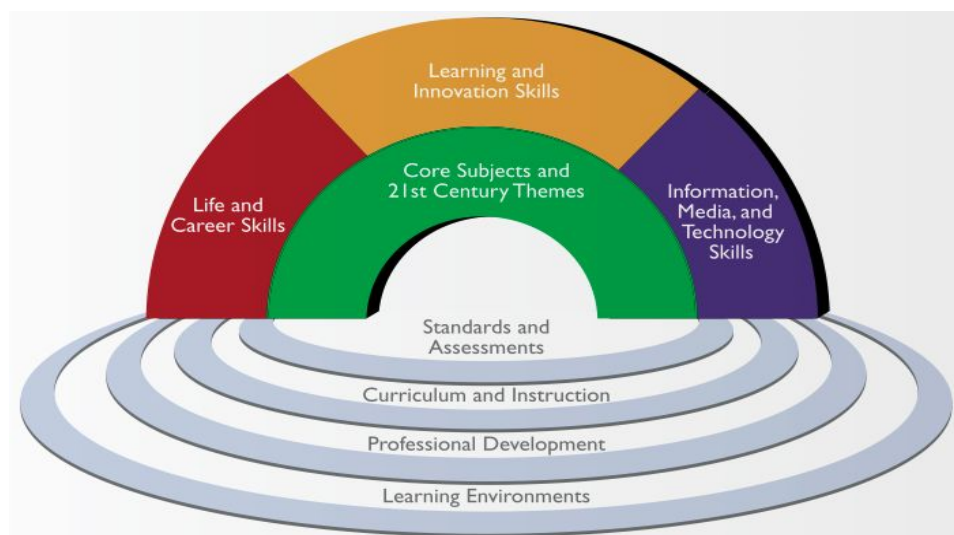 Learning and
Innovation Skills
Core Subjects and
21st Century Themes
Life and
Career Skills
Information,
Media, and
Technology
Skills
Standards and
Assessments
Curriculum and Instruction
Professional Development
Learning Environments